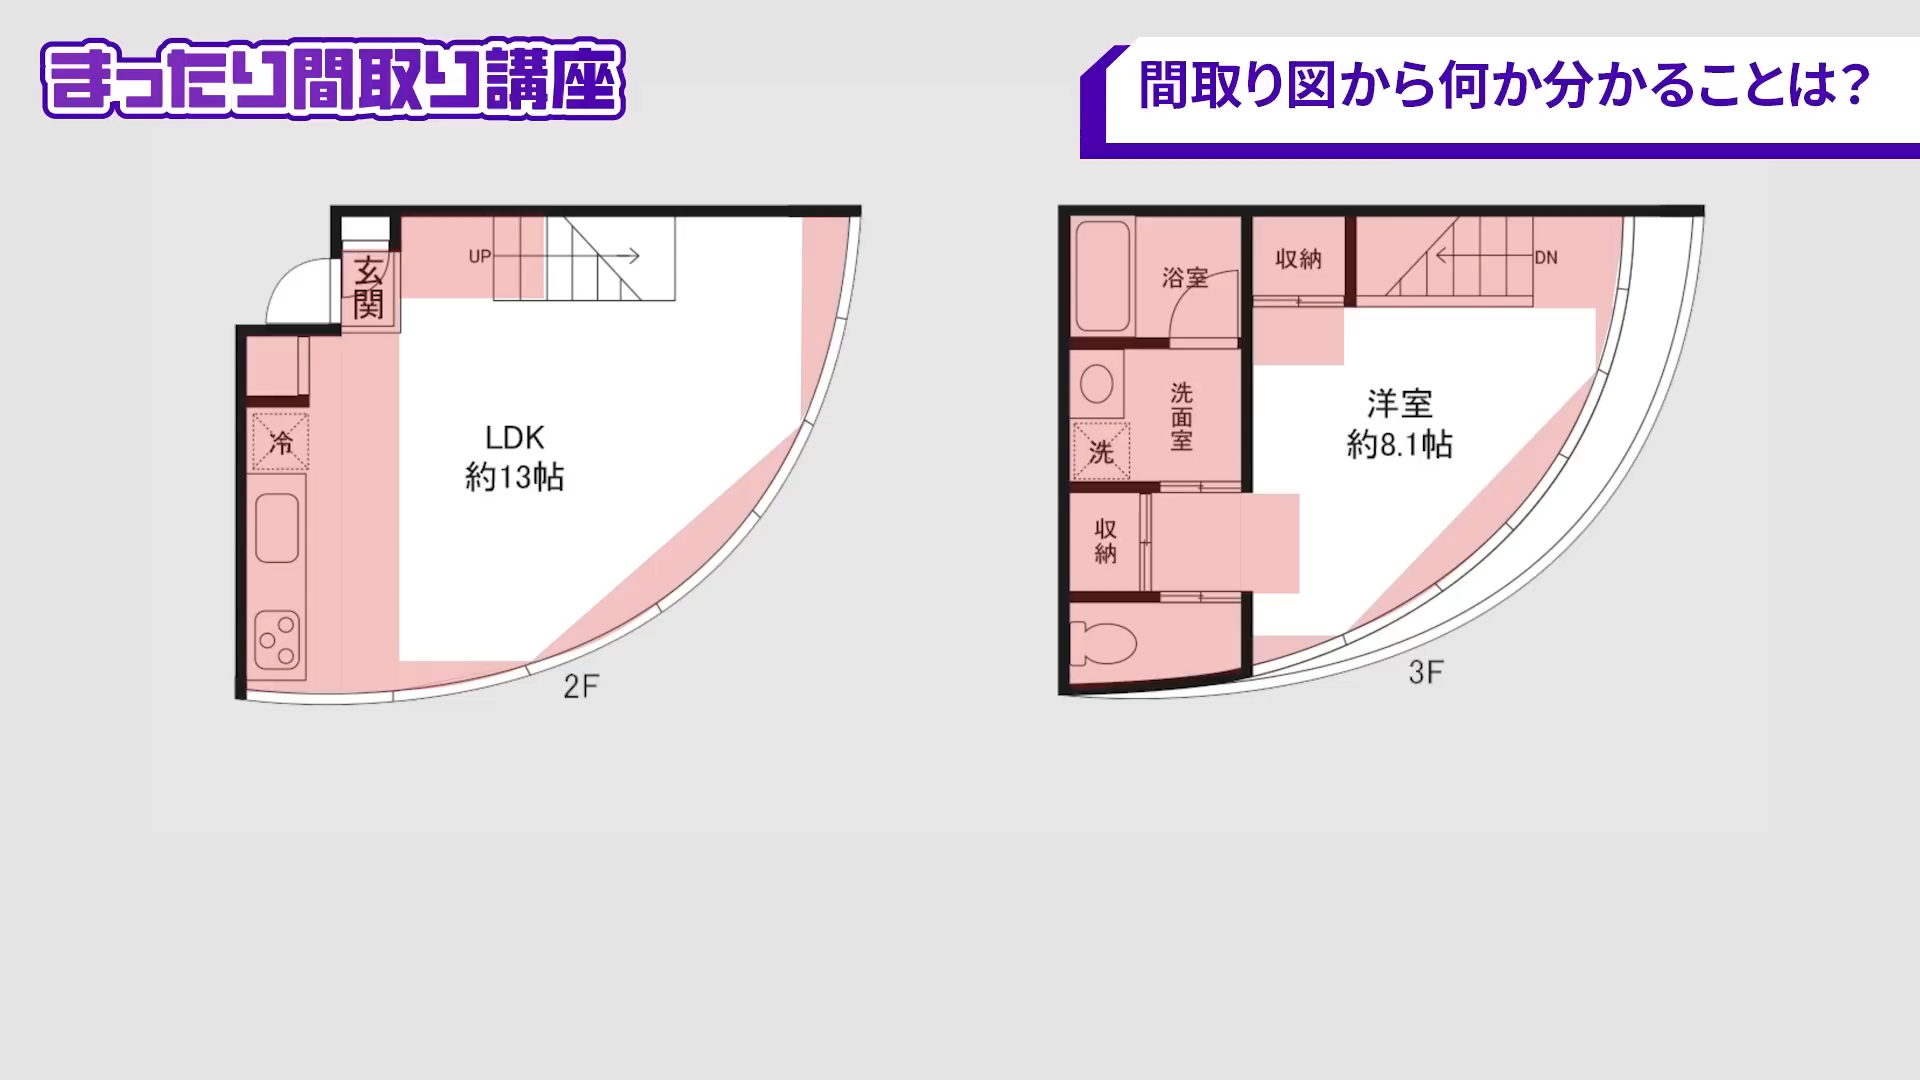 まったり間取り講座
間取り図から何か分かることは？
玄関
UP
冷
LDK
約13帖
2F
浴室
収納
DN
洗面室
洗
洋室
約8.1帖
収納
3F